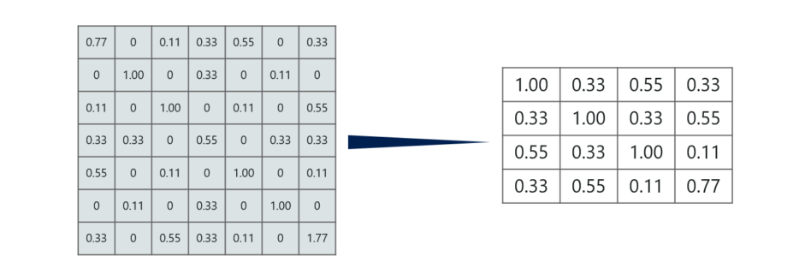 0.77 0 0.11 0.33 0.55 0 0.33
0 1.00 0 0.33 0 0.11 0
0.11 0 1.00 0 0.11 0 0.55
0.33 0.33 0 0.55 0 0.33 0.33
0.55 0 0.11 0 1.00 0 0.11
0 0.11 0 0.33 0 1.00 0
0.33 0 0.55 0.33 0.11 0 1.77
1.00 0.33 0.55 0.33
0.33 1.00 0.33 0.55
0.55 0.33 1.00 0.11
0.33 0.55 0.11 0.77